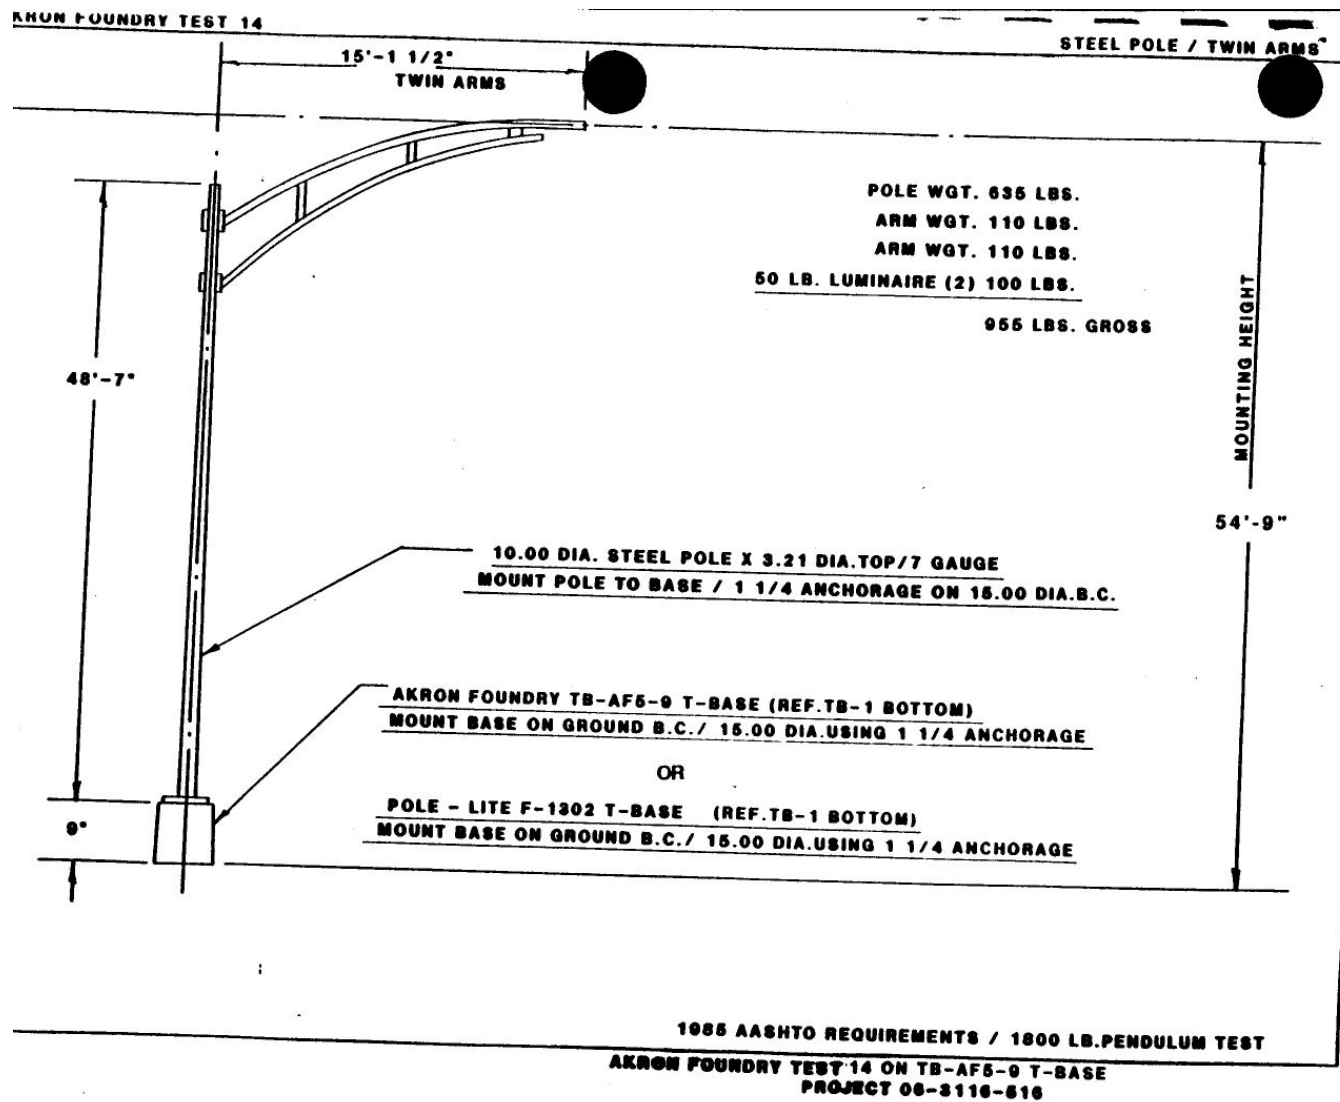 AKRON FOUNDRY TEST 14
STEEL POLE / TWIN ARMS
15'-1 1/2"
TWIN ARMS
POLE WGT. 635 LBS.
ARM WGT. 110 LBS.
ARM WGT. 110 LBS.
50 LB. LUMINAIRE (2) 100 LBS.
955 LBS. GROSS
MOUNTING HEIGHT
48'-7"
54'-9"
10.00 DIA. STEEL POLE X 3.21 DIA.TOP/7 GAUGE
MOUNT POLE TO BASE / 1 1/4 ANCHORAGE ON 15.00 DIA.B.C.
AKRON FOUNDRY TB-AF5-9 T-BASE (REF.TB-1 BOTTOM)
MOUNT BASE ON GROUND B.C./ 15.00 DIA.USING 1 1/4 ANCHORAGE
OR
POLE - LITE F-1302 T-BASE (REF.TB-1 BOTTOM)
MOUNT BASE ON GROUND B.C./ 15.00 DIA.USING 1 1/4 ANCHORAGE
9"
1985 AASHTO REQUIREMENTS / 1800 LB.PENDULUM TEST
AKRON FOUNDRY TEST 14 ON TB-AF5-9 T-BASE
PROJECT 06-3116-516